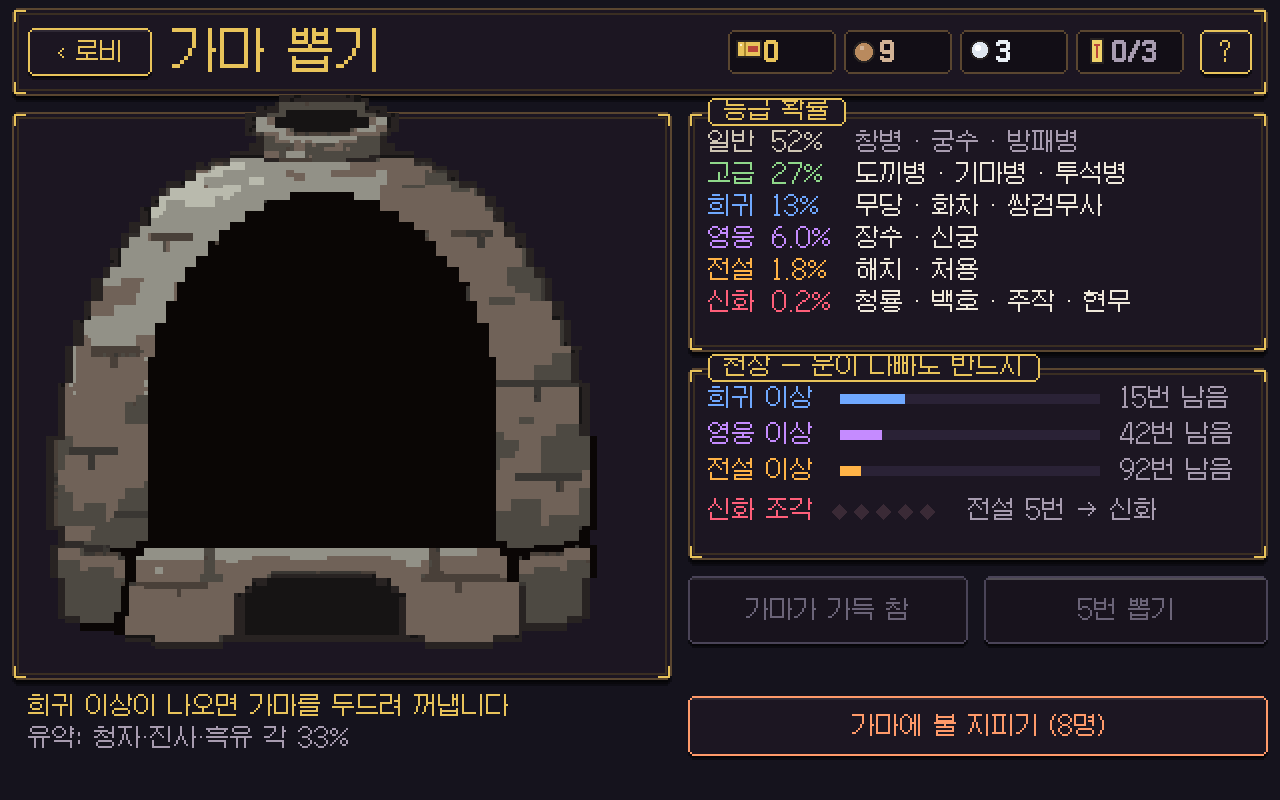 ‹ 로비
가마 뽑기
0
9
3
0/3
?
등급 확률
일반 52% 창병 · 궁수 · 방패병
고급 27% 도끼병 · 기마병 · 투석병
희귀 13% 무당 · 화차 · 쌍검무사
영웅 6.0% 장수 · 신궁
전설 1.8% 해치 · 처용
신화 0.2% 청룡 · 백호 · 주작 · 현무
천상 — 운이 나빠도 반드시
희귀 이상 15번 남음
영웅 이상 42번 남음
전설 이상 92번 남음
신화 조각 ◆◆◆◆◆ 전설 5번 → 신화
가마가 가득 참
5번 뽑기
희귀 이상이 나오면 가마를 두드려 꺼냅니다
유약: 청자·진사·흑유 각 33%
가마에 불 지피기 (8명)